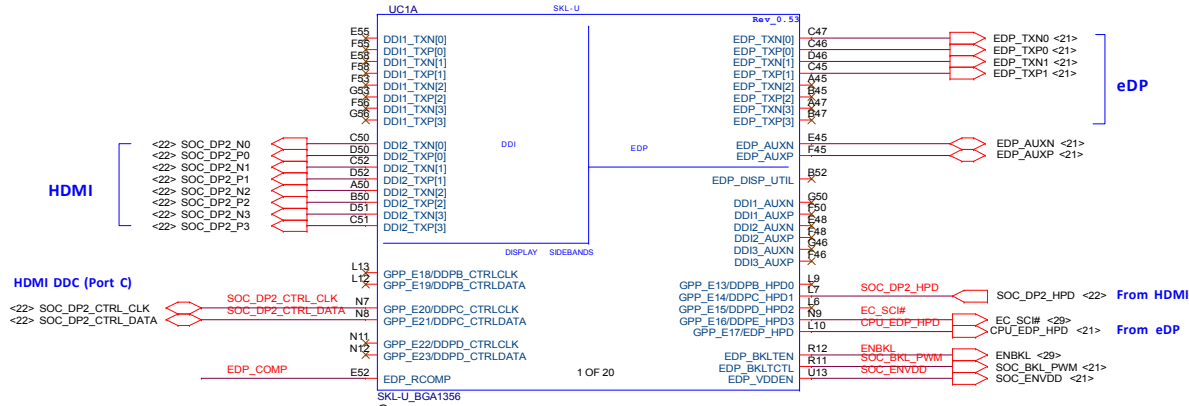 UC1A
SKL-U
Rev_0.53
E55
DDI1_TXN[0]
F55
DDI1_TXP[0]
E58
DDI1_TXN[1]
F58
DDI1_TXP[1]
F53
DDI1_TXN[2]
G53
DDI1_TXP[2]
F56
DDI1_TXN[3]
G56
DDI1_TXP[3]
EDP_TXN[0] C47 EDP_TXN0 <21>
EDP_TXP[0] C46 EDP_TXP0 <21>
EDP_TXN[1] D46 EDP_TXN1 <21>
EDP_TXP[1] C45 EDP_TXP1 <21>
EDP_TXN[2] A45
EDP_TXP[2] B45
EDP_TXN[3] A47
EDP_TXP[3] B47
eDP
HDMI
<22> SOC_DP2_N0 C50 DDI2_TXN[0]
<22> SOC_DP2_P0 D50 DDI2_TXP[0]
<22> SOC_DP2_N1 C52 DDI2_TXN[1]
<22> SOC_DP2_P1 D52 DDI2_TXP[1]
<22> SOC_DP2_N2 A50 DDI2_TXN[2]
<22> SOC_DP2_P2 B50 DDI2_TXP[2]
<22> SOC_DP2_N3 D51 DDI2_TXN[3]
<22> SOC_DP2_P3 C51 DDI2_TXP[3]
DDI
EDP
EDP_AUXN E45 EDP_AUXN <21>
EDP_AUXP F45 EDP_AUXP <21>
EDP_DISP_UTIL B52
DDI1_AUXN G50
DDI1_AUXP F50
DDI2_AUXN E48
DDI2_AUXP F48
DDI3_AUXN G46
DDI3_AUXP F46
DISPLAY SIDEBANDS
HDMI DDC (Port C)
L13 GPP_E18/DDPB_CTRLCLK
L12 GPP_E19/DDPB_CTRLDATA
<22> SOC_DP2_CTRL_CLK SOC_DP2_CTRL_CLK N7 GPP_E20/DDPC_CTRLCLK
<22> SOC_DP2_CTRL_DATA SOC_DP2_CTRL_DATA N8 GPP_E21/DDPC_CTRLDATA
N11 GPP_E22/DDPD_CTRLCLK
N12 GPP_E23/DDPD_CTRLDATA
EDP_COMP E52 EDP_RCOMP
GPP_E13/DDPB_HPD0 L9
GPP_E14/DDPC_HPD1 L7 SOC_DP2_HPD SOC_DP2_HPD <22> From HDMI
GPP_E15/DDPD_HPD2 L6
GPP_E16/DDPE_HPD3 N9 EC_SCI# EC_SCI# <29>
GPP_E17/EDP_HPD L10 CPU_EDP_HPD CPU_EDP_HPD <21> From eDP
EDP_BKLTEN R12 ENBKL ENBKL <29>
EDP_BKLTCTL R11 SOC_BKL_PWM SOC_BKL_PWM <21>
EDP_VDDEN U13 SOC_ENVDD SOC_ENVDD <21>
1 OF 20
SKL-U_BGA1356